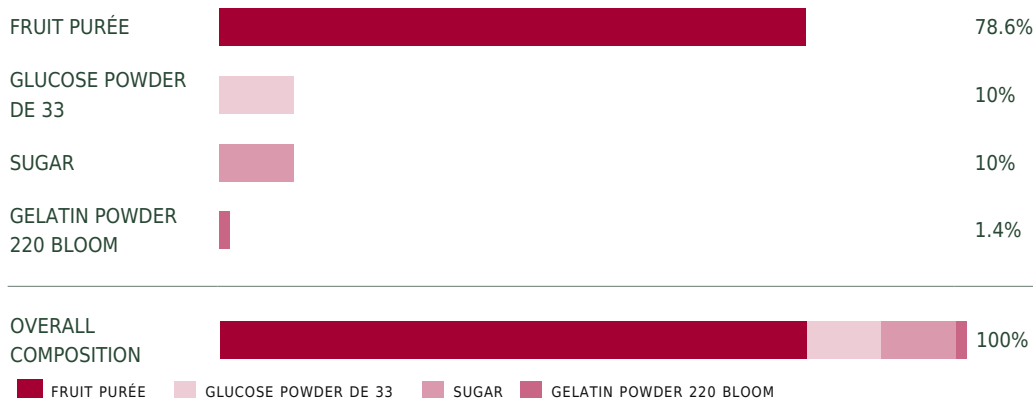 FRUIT PURÉE 78.6%
GLUCOSE POWDER
DE 33
10%
SUGAR 10%
GELATIN POWDER
220 BLOOM
1.4%
OVERALL
COMPOSITION
100%
FRUIT PURÉE GLUCOSE POWDER DE 33 SUGAR GELATIN POWDER 220 BLOOM